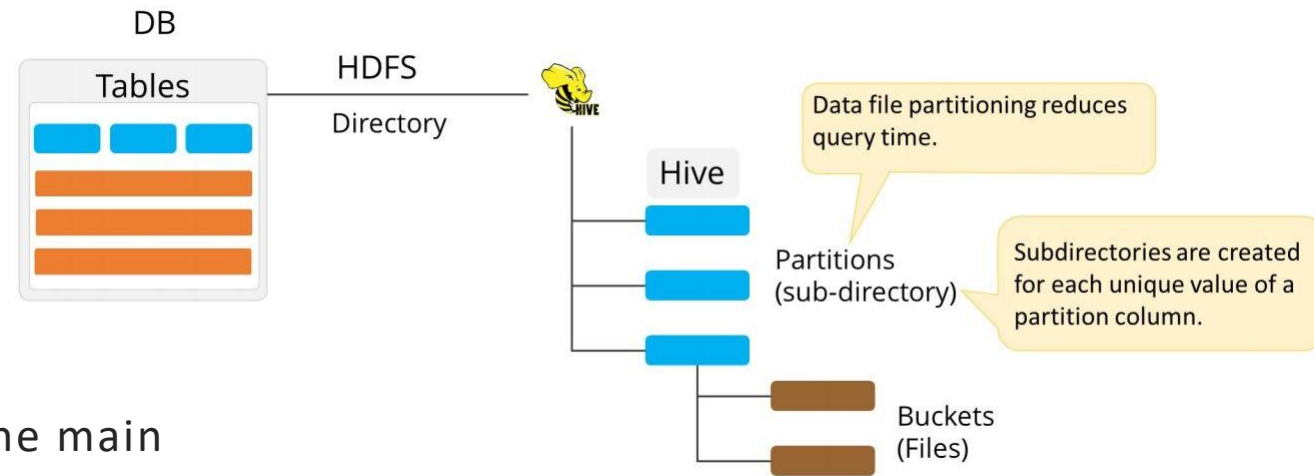 DB
Tables
HDFS
Directory
HIVE
Hive
Data file partitioning reduces
query time.
Partitions
(sub-directory)
Subdirectories are created
for each unique value of a
partition column.
Buckets
(Files)
main